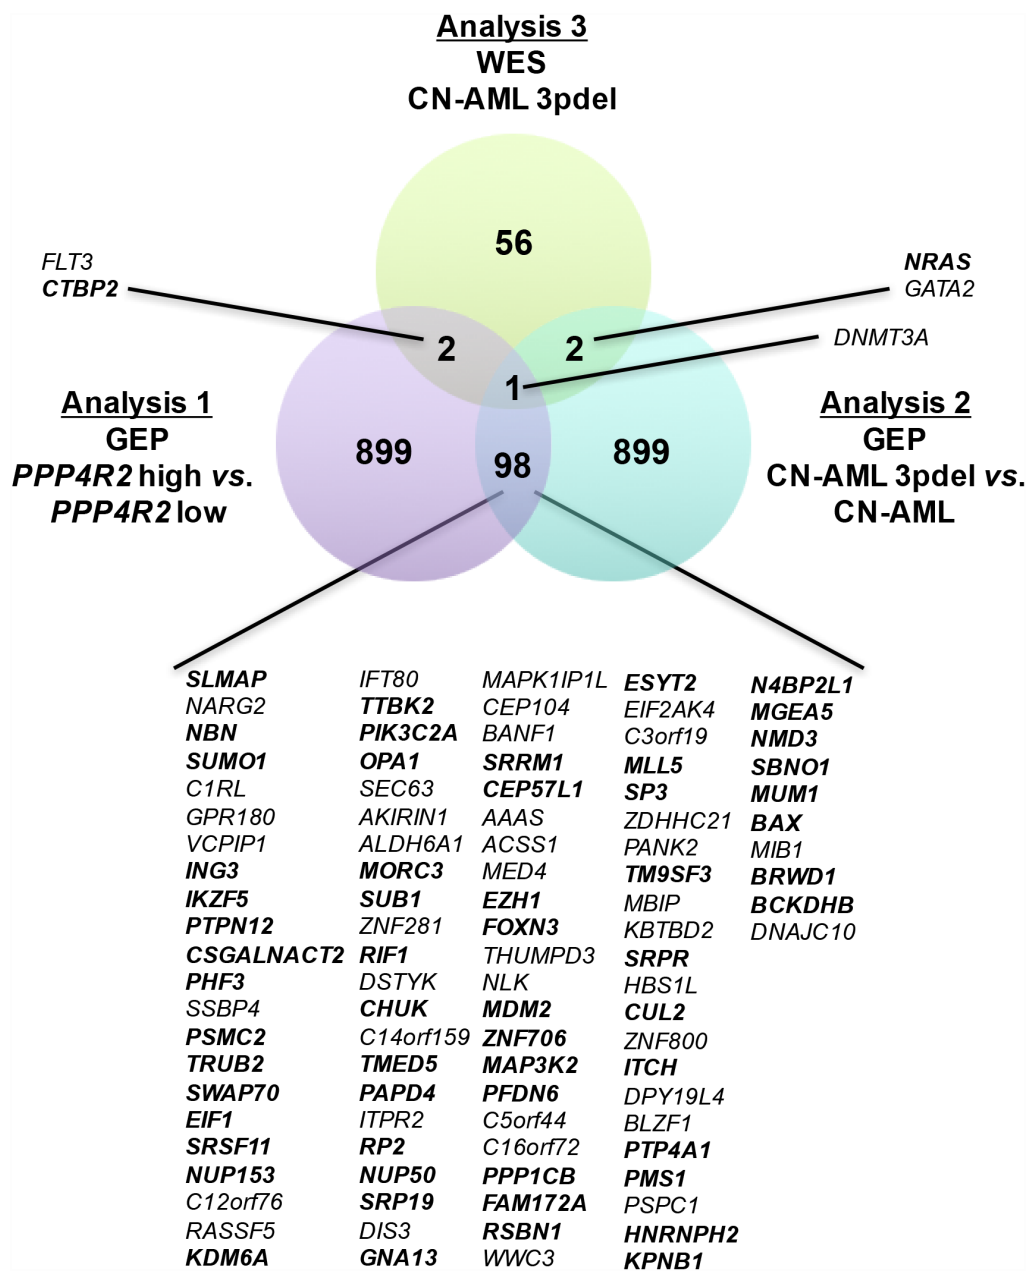 Analysis 3
WES
CN-AML 3pdel
56
FLT3
CTBP2
NRAS
GATA2
2
2
DNMT3A
1
Analysis 1
GEP
PPP4R2 high vs.
PPP4R2 low
899
98
899
Analysis 2
GEP
CN-AML 3pdel vs.
CN-AML
SLMAP
NARG2
NBN
SUMO1
C1RL
GPR180
VCPIP1
ING3
IKZF5
PTPN12
CSGALNACT2
PHF3
SSBP4
PSMC2
TRUB2
SWAP70
EIF1
SRSF11
NUP153
C12orf76
RASSF5
KDM6A
IFT80
TTBK2
PIK3C2A
OPA1
SEC63
AKIRIN1
ALDH6A1
MORC3
SUB1
ZNF281
RIF1
DSTYK
CHUK
C14orf159
TMED5
PAPD4
ITPR2
RP2
NUP50
SRP19
DIS3
GNA13
MAPK1IP1L
CEP104
BANF1
SRRM1
CEP57L1
AAAS
ACSS1
MED4
EZH1
FOXN3
THUMPD3
NLK
MDM2
ZNF706
MAP3K2
PFDN6
C5orf44
C16orf72
PPP1CB
FAM172A
RSBN1
WWC3
ESYT2
EIF2AK4
C3orf19
MLL5
SP3
ZDHHC21
PANK2
TM9SF3
MBIP
KBTBD2
SRPR
HBS1L
CUL2
ZNF800
ITCH
DPY19L4
BLZF1
PTP4A1
PMS1
PSPC1
HNRNPH2
KPNB1
N4BP2L1
MGEA5
NMD3
SBNO1
MUM1
BAX
MIB1
BRWD1
BCKDHB
DNAJC10